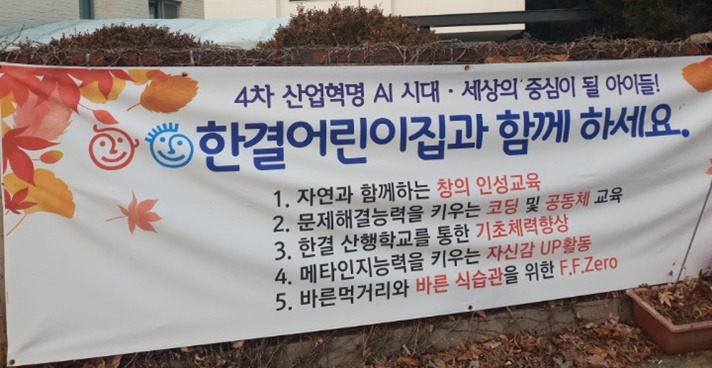 4차 산업혁명 AI 시대 · 세상의 중심이 될 아이들!
한결어린이집과 함께 하세요.
1. 자연과 함께하는 창의 인성교육
2. 문제해결능력을 키우는 코딩 및 공동체 교육
3. 한결 산행학교를 통한 기초체력향상
4. 메타인지능력을 키우는 자신감 UP활동
5. 바른먹거리와 바른 식습관을 위한 F.F.Zero